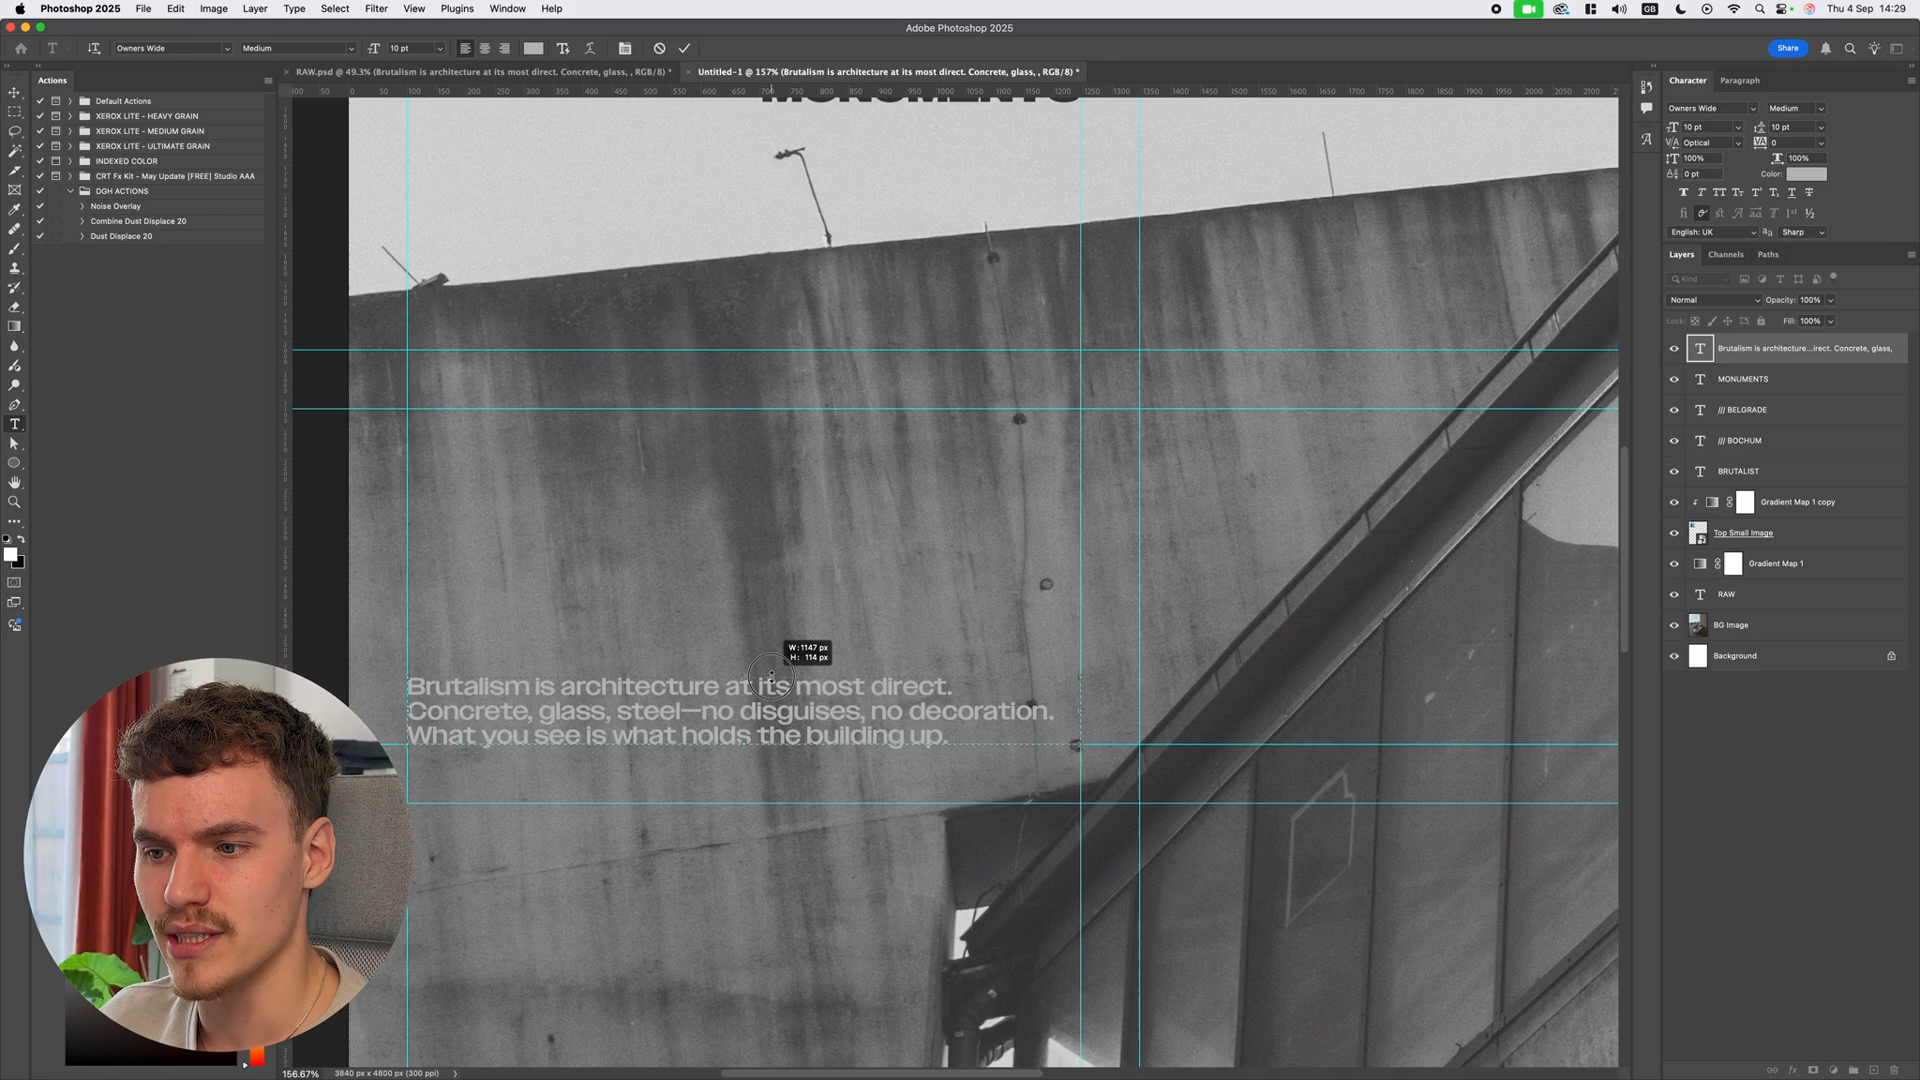 Photoshop 2025 File Edit Image Layer Type Select Filter View Plugins Window Help GB Thu 4 Sep 14:29
Adobe Photoshop 2025
T Owners Wide Medium 10 pt Share
RAW.psd @ 49.3% (Brutalism is architecture at its most direct. Concrete, glass, , RGB/8) *
Untitled-1 @ 157% (Brutalism is architecture at its most direct. Concrete, glass, , RGB/8) *
Actions
Default Actions
XEROX LITE - HEAVY GRAIN
XEROX LITE - MEDIUM GRAIN
XEROX LITE - ULTIMATE GRAIN
INDEXED COLOR
CRT Fx Kit - May Update [FREE] Studio AAA
DGH ACTIONS
Noise Overlay
Combine Dust Displace 20
Dust Displace 20
MONUMENTS
W: 1147 px
H: 114 px
Brutalism is architecture at its most direct.
Concrete, glass, steel—no disguises, no decoration.
What you see is what holds the building up.
Character Paragraph
Owners Wide Medium
10 pt 10 pt
Optical 0
100% 100%
0 pt Color:
English: UK Sharp
Layers Channels Paths
Kind
Normal Opacity: 100%
Lock: Fill: 100%
Brutalism is architecture...irect. Concrete, glass,
MONUMENTS
/// BELGRADE
/// BOCHUM
BRUTALIST
Gradient Map 1 copy
Top Small Image
Gradient Map 1
RAW
BG Image
Background
156.67% 3840 px x 4800 px (300 ppi)